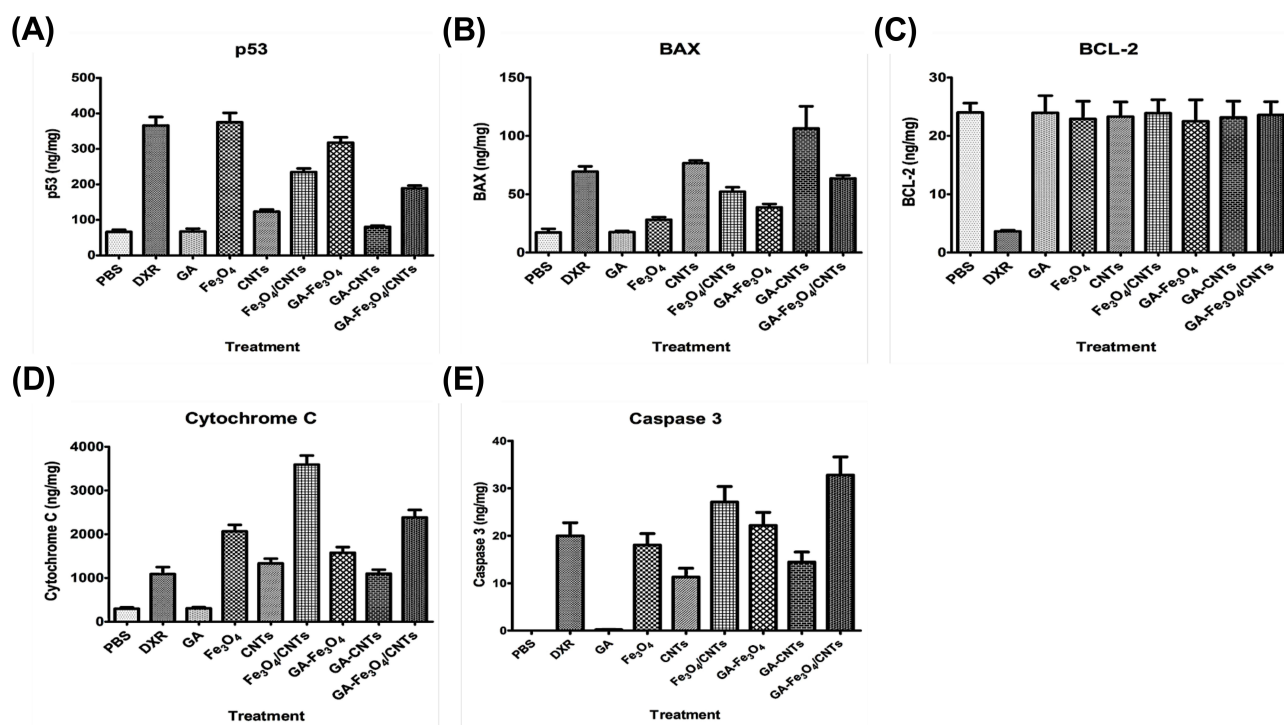 (A)
p53
500
400
300
200
100
0
p53 (ng/mg)
PBS
DXR
GA
Fe₃O₄
CNTs
Fe₃O₄/CNTs
GA-Fe₃O₄
GA-CNTs
GA-Fe₃O₄/CNTs
Treatment
(B)
BAX
150
100
50
0
BAX (ng/mg)
PBS
DXR
GA
Fe₃O₄
CNTs
Fe₃O₄/CNTs
GA-Fe₃O₄
GA-CNTs
GA-Fe₃O₄/CNTs
Treatment
(C)
BCL-2
30
20
10
0
BCL-2 (ng/mg)
PBS
DXR
GA
Fe₃O₄
CNTs
Fe₃O₄/CNTs
GA-Fe₃O₄
GA-CNTs
GA-Fe₃O₄/CNTs
Treatment
(D)
Cytochrome C
4000
3000
2000
1000
0
Cytochrome C (ng/mg)
PBS
DXR
GA
Fe₃O₄
CNTs
Fe₃O₄/CNTs
GA-Fe₃O₄
GA-CNTs
GA-Fe₃O₄/CNTs
Treatment
(E)
Caspase 3
40
30
20
10
0
Caspase 3 (ng/mg)
PBS
DXR
GA
Fe₃O₄
CNTs
Fe₃O₄/CNTs
GA-Fe₃O₄
GA-CNTs
GA-Fe₃O₄/CNTs
Treatment